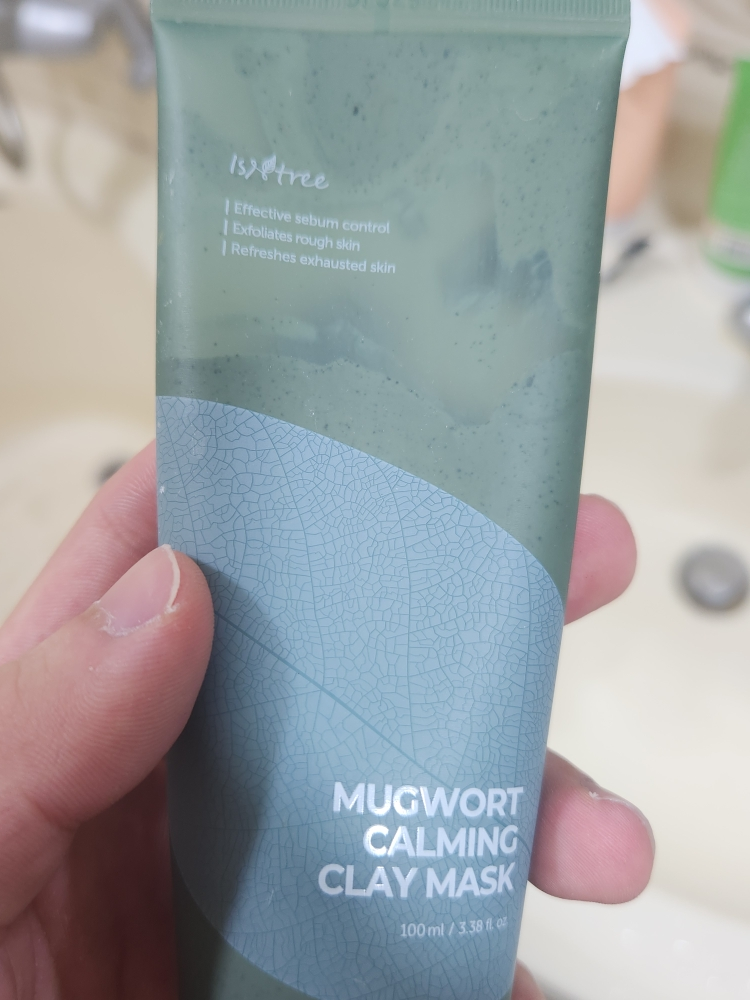 Isntree
Effective sebum control
Exfoliates rough skin
Refreshes exhausted skin
MUGWORT
CALMING
CLAY MASK
100ml / 3.38 fl. oz